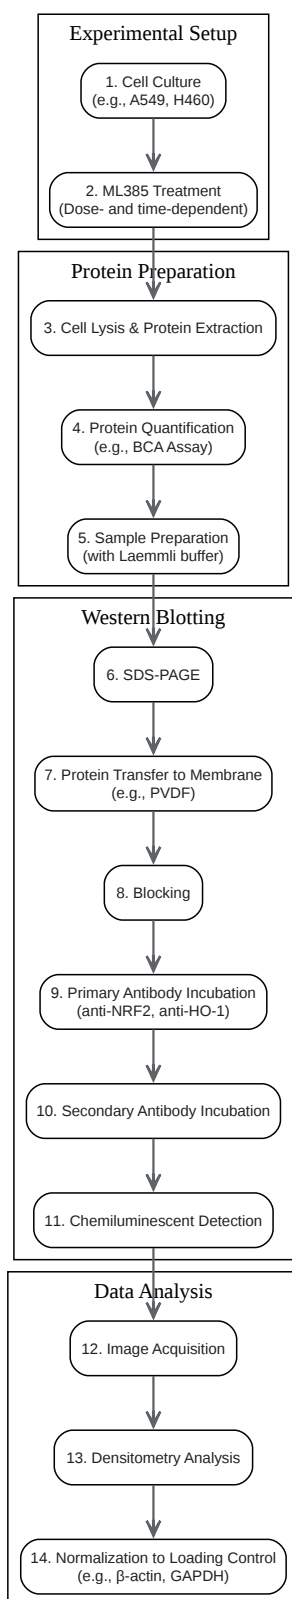 Experimental Setup
1. Cell Culture
(e.g., A549, H460)
2. ML385 Treatment
(Dose- and time-dependent)
Protein Preparation
3. Cell Lysis & Protein Extraction
4. Protein Quantification
(e.g., BCA Assay)
5. Sample Preparation
(with Laemmli buffer)
Western Blotting
6. SDS-PAGE
7. Protein Transfer to Membrane
(e.g., PVDF)
8. Blocking
9. Primary Antibody Incubation
(anti-NRF2, anti-HO-1)
10. Secondary Antibody Incubation
11. Chemiluminescent Detection
Data Analysis
12. Image Acquisition
13. Densitometry Analysis
14. Normalization to Loading Control
(e.g., β-actin, GAPDH)